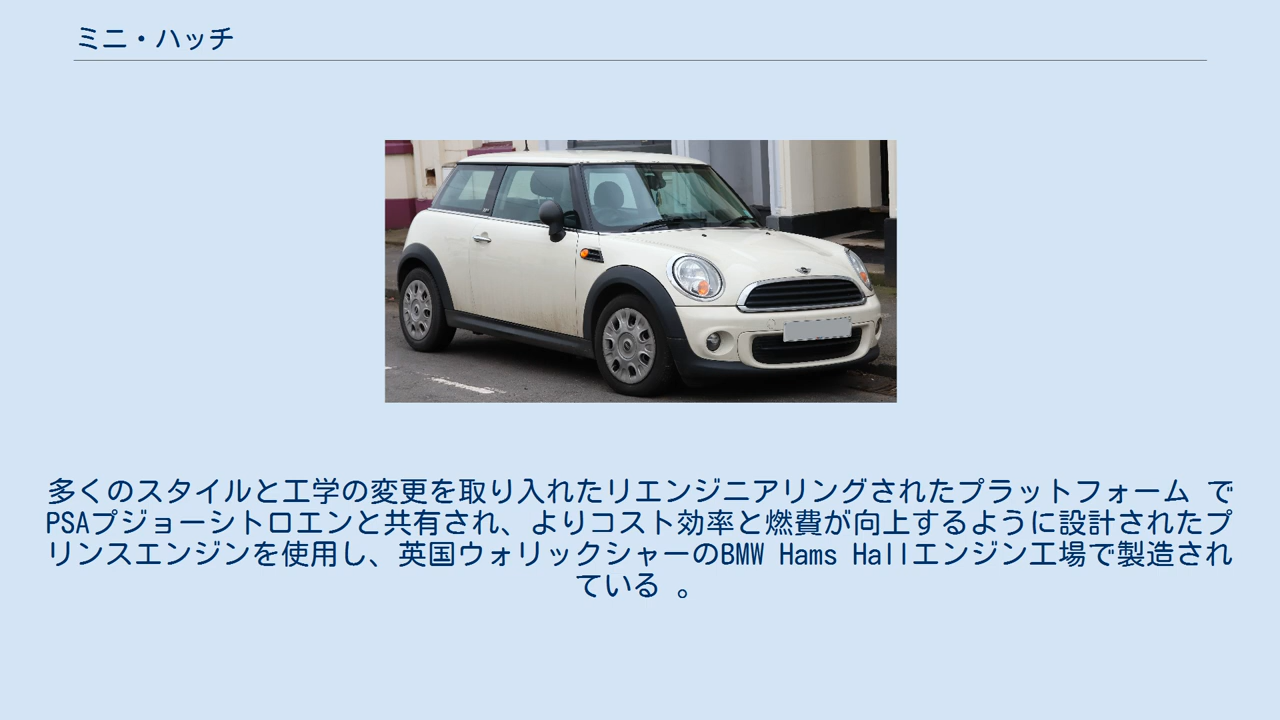 ミニ・ハッチ
多くのスタイルと工学の変更を取り入れたリエンジニアリングされたプラットフォーム で
PSAプジョーシトロエンと共有され、よりコスト効率と燃費が向上するように設計されたプ
リンスエンジンを使用し、英国ウォリックシャーのBMW Hams Hallエンジン工場で製造され
ている 。